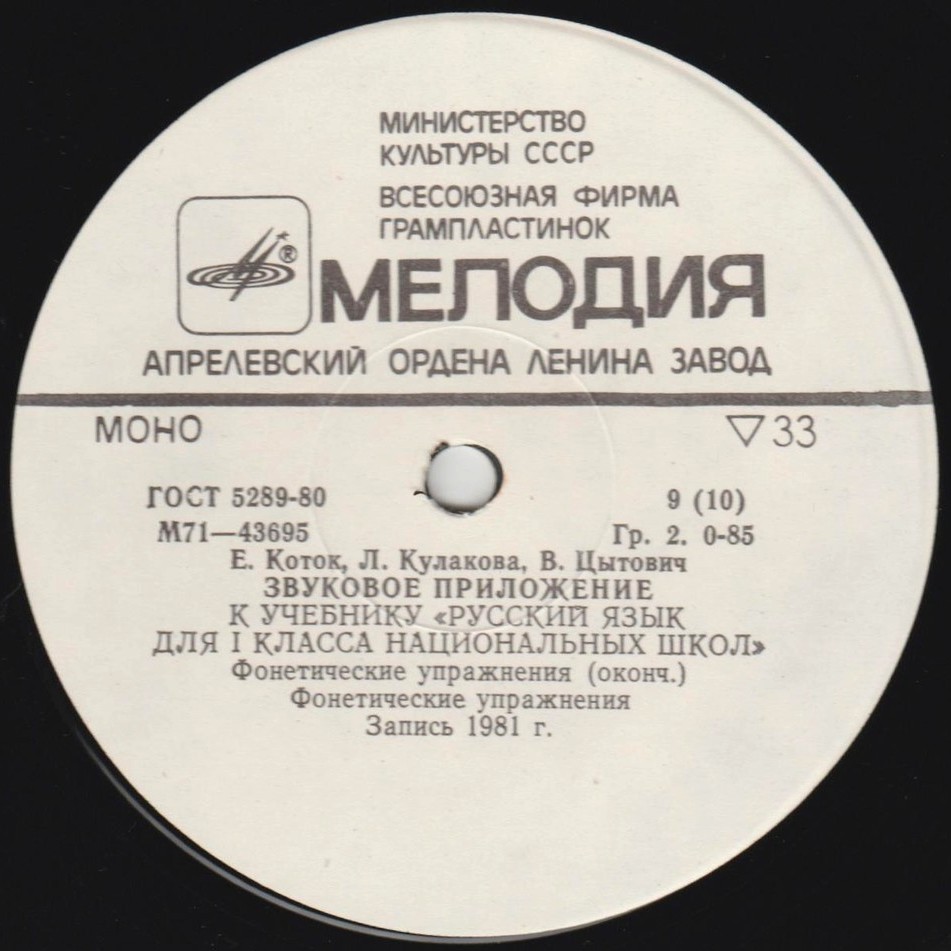 МИНИСТЕРСТВО
КУЛЬТУРЫ СССР
ВСЕСОЮЗНАЯ ФИРМА
ГРАМПЛАСТИНОК
®
МЕЛОДИЯ
АПРЕЛЕВСКИЙ ОРДЕНА ЛЕНИНА ЗАВОД
МОНО ▽33
ГОСТ 5289-80 9 (10)
М71—43695 Гр. 2. 0-85
Е. Коток, Л. Кулакова, В. Цытович
ЗВУКОВОЕ ПРИЛОЖЕНИЕ
К УЧЕБНИКУ «РУССКИЙ ЯЗЫК
ДЛЯ I КЛАССА НАЦИОНАЛЬНЫХ ШКОЛ»
Фонетические упражнения (оконч.)
Фонетические упражнения
Запись 1981 г.